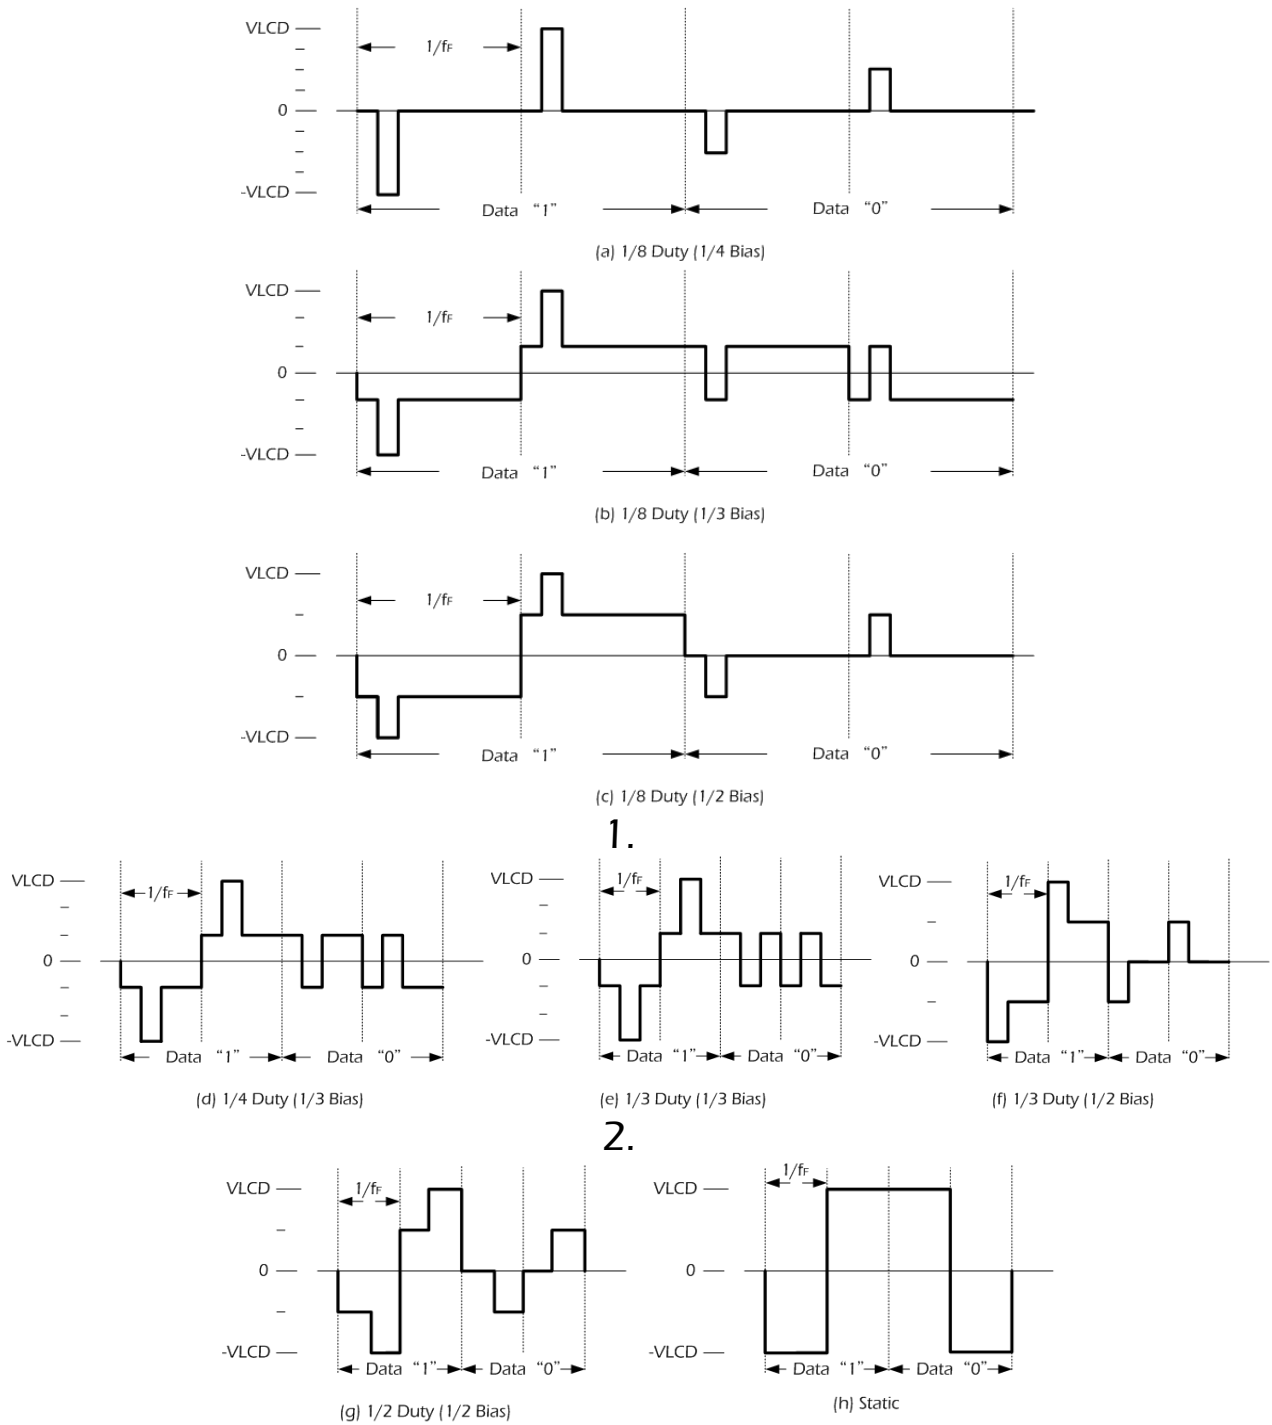 VLCD
1/fF
0
-VLCD
Data “1” Data “0”
(a) 1/8 Duty (1/4 Bias)
VLCD
1/fF
0
-VLCD
Data “1” Data “0”
(b) 1/8 Duty (1/3 Bias)
VLCD
1/fF
0
-VLCD
Data “1” Data “0”
(c) 1/8 Duty (1/2 Bias)
1.
VLCD
1/fF
0
-VLCD
Data “1” Data “0”
(d) 1/4 Duty (1/3 Bias)
VLCD
1/fF
0
-VLCD
Data “1” Data “0”
(e) 1/3 Duty (1/3 Bias)
VLCD
1/fF
0
-VLCD
Data “1” Data “0”
(f) 1/3 Duty (1/2 Bias)
2.
VLCD
1/fF
0
-VLCD
Data “1” Data “0”
(g) 1/2 Duty (1/2 Bias)
1/fF
VLCD
0
-VLCD
Data “1” Data “0”
(h) Static